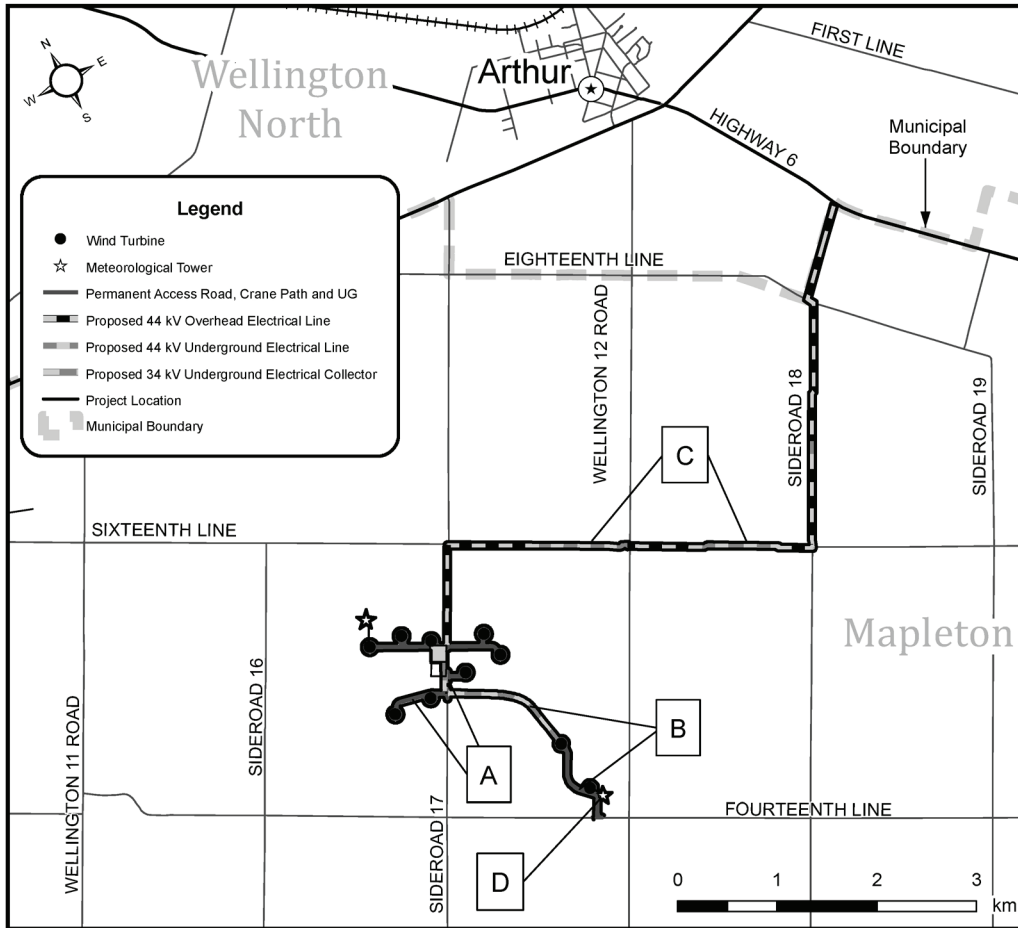 FIRST LINE
Arthur
N
E
W
S
Wellington
North
HIGHWAY 6
Municipal
Boundary
Legend
Wind Turbine
Meteorological Tower
Permanent Access Road, Crane Path and UG
Proposed 44 kV Overhead Electrical Line
Proposed 44 kV Underground Electrical Line
Proposed 34 kV Underground Electrical Collector
Project Location
Municipal Boundary
EIGHTEENTH LINE
WELLINGTON 12 ROAD
SIDEROAD 18
SIDEROAD 19
C
SIXTEENTH LINE
Mapleton
SIDEROAD 16
WELLINGTON 11 ROAD
B
A
SIDEROAD 17
FOURTEENTH LINE
D
0 1 2 3
km